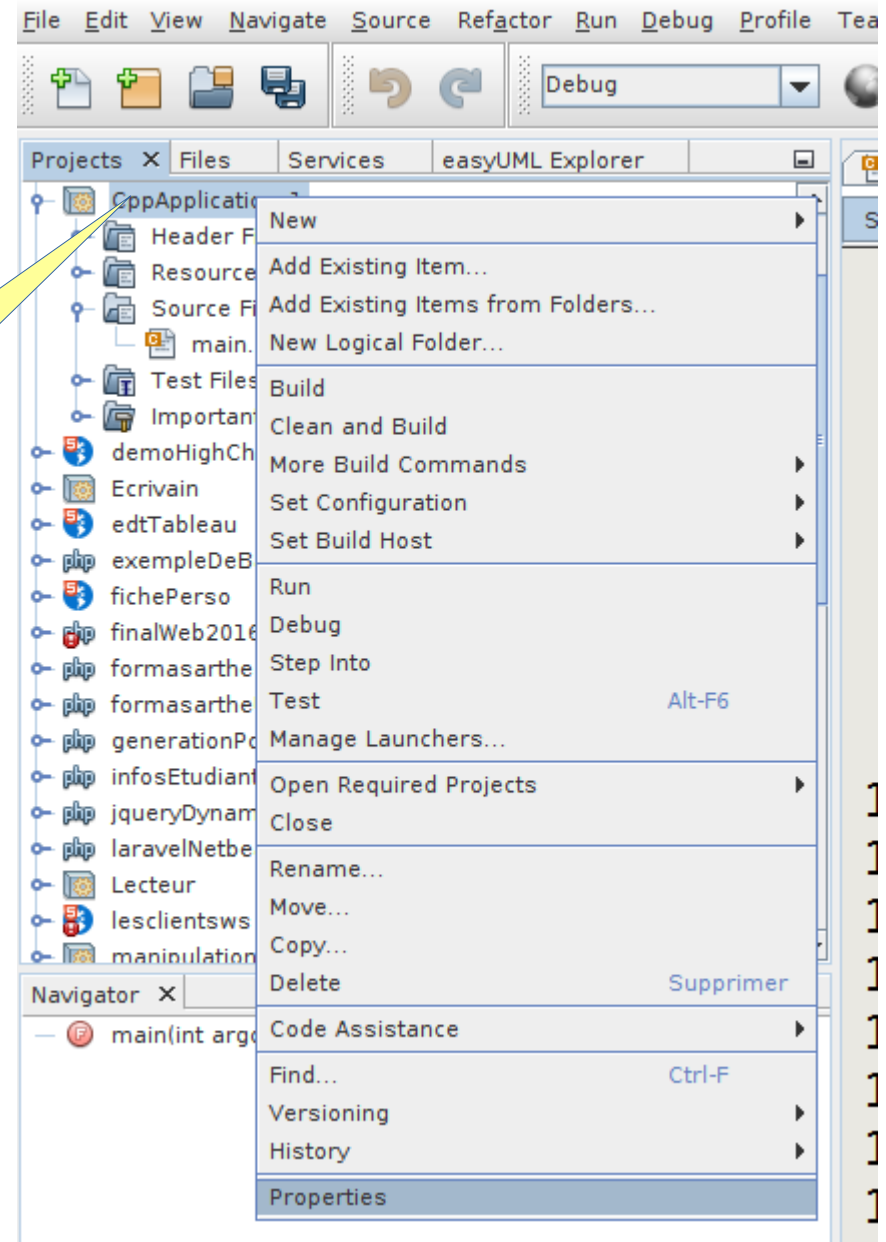 File Edit View Navigate Source Refactor Run Debug Profile
Debug
Projects Files Services easyUML Explorer
Header
Resource
Source
main.
Test Files
Important
demoHighCh
Ecrivain
edtTableau
exempleDeB
fichePerso
finalWeb2016
formasarthe
formasarthe
generationPo
infosEtudiant
jqueryDynam
laravelNetbe
Lecteur
lesclientsws
manipulation
Navigator
main(int argc
New
Add Existing Item...
Add Existing Items from Folders...
New Logical Folder...
Build
Clean and Build
More Build Commands
Set Configuration
Set Build Host
Run
Debug
Step Into
Test Alt-F6
Manage Launchers...
Open Required Projects
Close
Rename...
Move...
Copy...
Delete Supprimer
Code Assistance
Find... Ctrl-F
Versioning
History
Properties